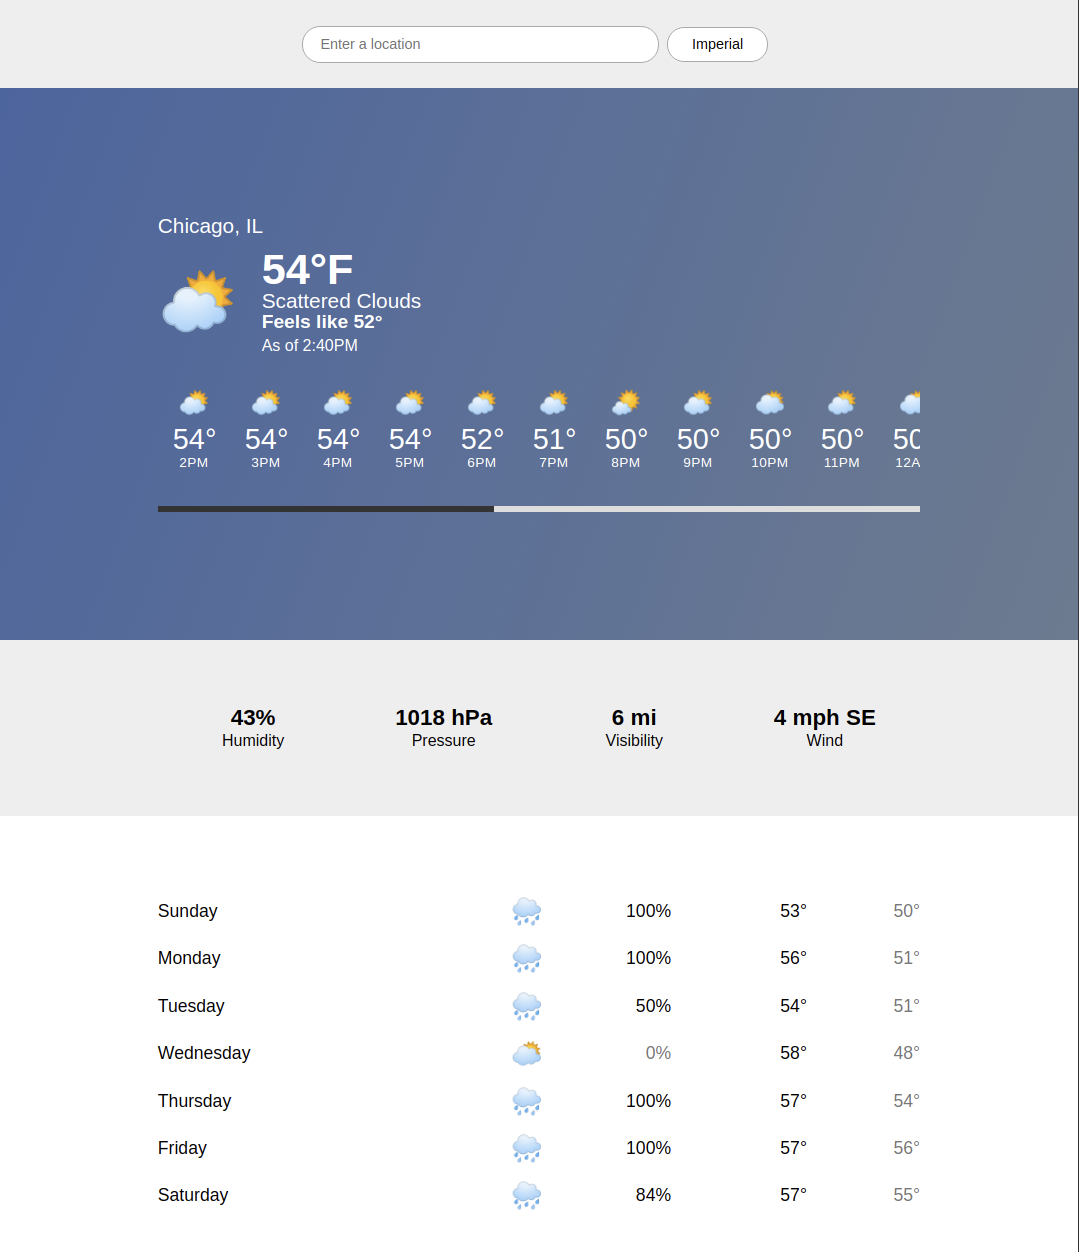 Enter a location Imperial
Chicago, IL
54°F
Scattered Clouds
Feels like 52°
As of 2:40PM
54° 54° 54° 54° 52° 51° 50° 50° 50° 50° 50
2PM 3PM 4PM 5PM 6PM 7PM 8PM 9PM 10PM 11PM 12A
43% 1018 hPa 6 mi 4 mph SE
Humidity Pressure Visibility Wind
Sunday 100% 53° 50°
Monday 100% 56° 51°
Tuesday 50% 54° 51°
Wednesday 0% 58° 48°
Thursday 100% 57° 54°
Friday 100% 57° 56°
Saturday 84% 57° 55°